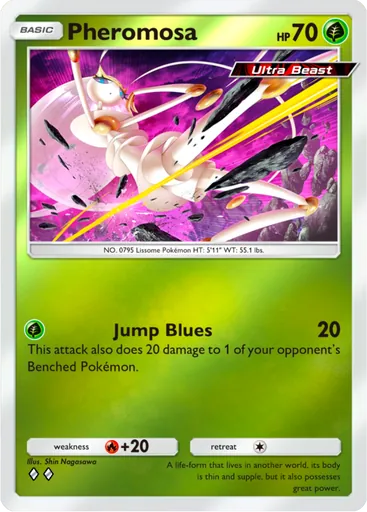 BASIC Pheromosa HP 70
Ultra Beast
NO. 0795 Lissome Pokémon HT: 5'11" WT: 55.1 lbs.
Jump Blues 20
This attack also does 20 damage to 1 of your opponent's
Benched Pokémon.
weakness +20 retreat
Illus. Shin Nagasawa
A life-form that lives in another world, its body
is thin and supple, but it also possesses
great power.